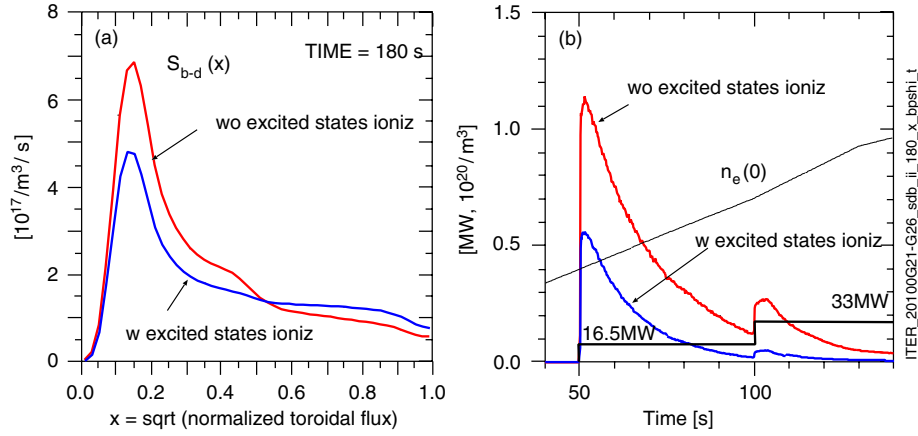 (a)
TIME = 180 s
S_b-d (x)
wo excited states ioniz
w excited states ioniz
[10^17/m^3/ s]
8
6
4
2
0
0.0 0.2 0.4 0.6 0.8 1.0
x = sqrt (normalized toroidal flux)
(b)
wo excited states ioniz
n_e(0)
w excited states ioniz
33MW
16.5MW
[MW, 10^20/m^3]
1.5
1.0
0.5
0.0
50 100
Time [s]
ITER_20100G21-G26_sdb_ii_180_x_bpshi_t